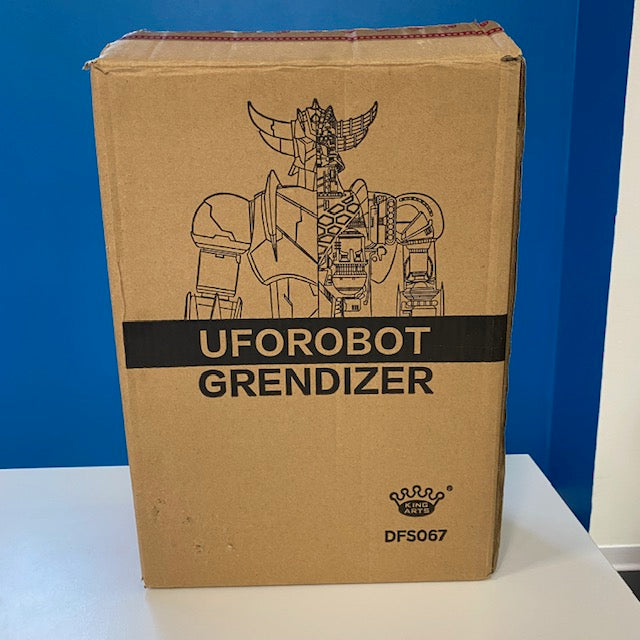 UFOROBOT
GRENDIZER
KING
ARTS
®
DFS067